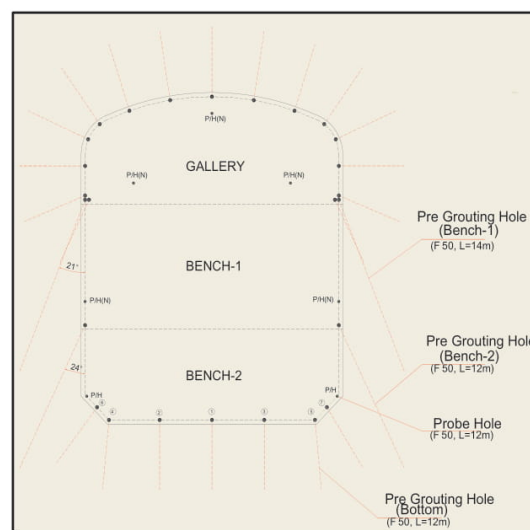 P/H(N)
GALLERY
P/H(N)
P/H(N)
Pre Grouting Hole
(Bench-1)
(F 50, L=14m)
21°
BENCH-1
P/H(N)
P/H(N)
Pre Grouting Hole
(Bench-2)
(F 50, L=12m)
24°
BENCH-2
P/H
P/H
Probe Hole
(F 50, L=12m)
Pre Grouting Hole
(Bottom)
(F 50, L=12m)